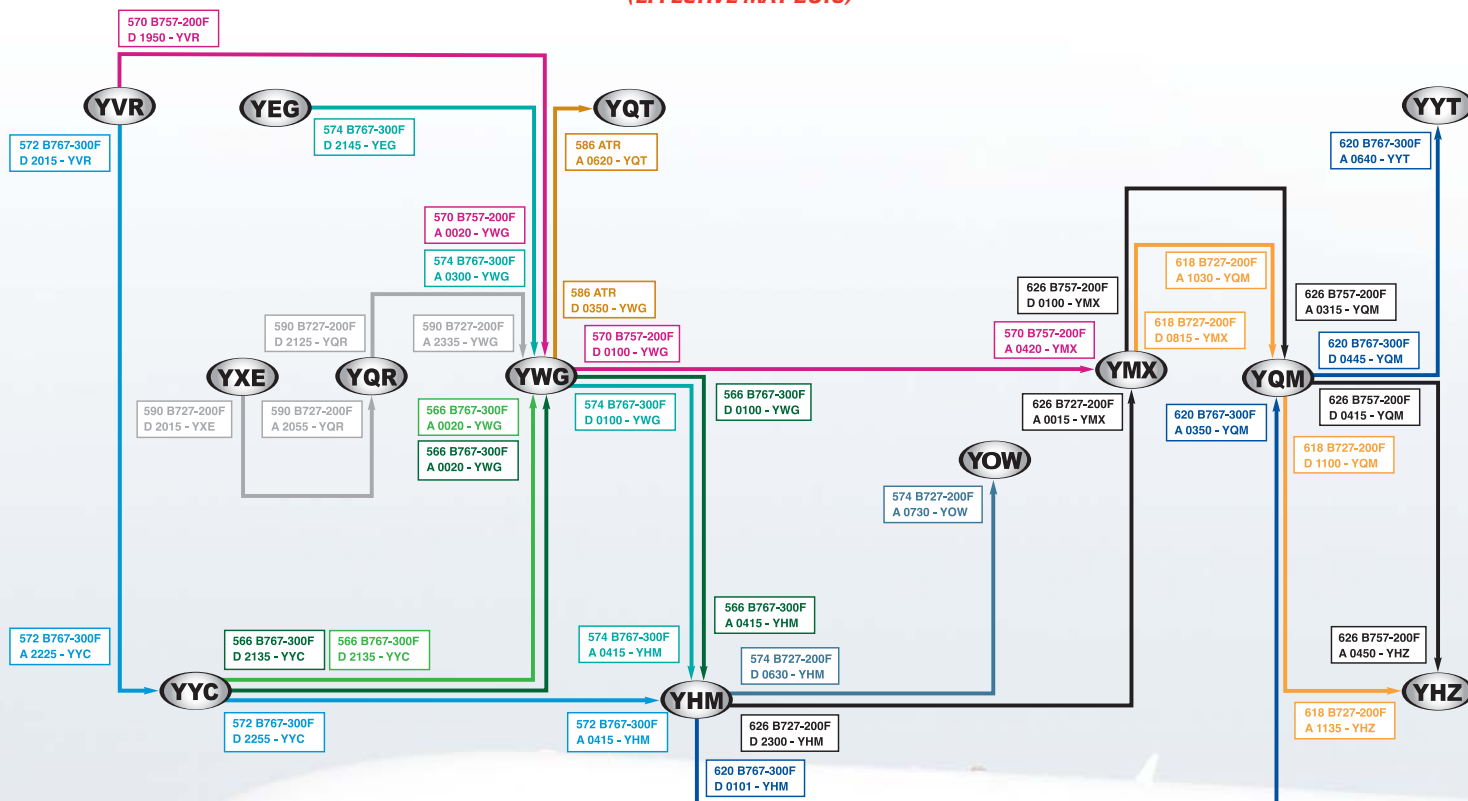 570 B757-200F
D 1950 - YVR
YVR
YEG
YQT
YYT
572 B767-300F
D 2015 - YVR
574 B767-300F
D 2145 - YEG
586 ATR
A 0620 - YQT
620 B767-300F
A 0640 - YYT
570 B757-200F
A 0020 - YWG
574 B767-300F
A 0300 - YWG
618 B727-200F
A 1030 - YQM
626 B757-200F
D 0100 - YMX
586 ATR
D 0350 - YWG
626 B757-200F
A 0315 - YQM
590 B727-200F
D 2125 - YQR
590 B727-200F
A 2335 - YWG
570 B757-200F
D 0100 - YWG
570 B757-200F
A 0420 - YMX
618 B727-200F
D 0815 - YMX
620 B767-300F
D 0445 - YQM
YXE
YQR
YWG
YMX
YQM
590 B727-200F
D 2015 - YXE
590 B727-200F
A 2055 - YQR
566 B767-300F
A 0020 - YWG
574 B767-300F
D 0100 - YWG
566 B767-300F
D 0100 - YWG
626 B727-200F
A 0015 - YMX
620 B767-300F
A 0350 - YQM
626 B757-200F
D 0415 - YQM
566 B767-300F
A 0020 - YWG
618 B727-200F
D 1100 - YQM
YOW
574 B727-200F
A 0730 - YOW
566 B767-300F
A 0415 - YHM
572 B767-300F
A 2225 - YYC
566 B767-300F
D 2135 - YYC
566 B767-300F
D 2135 - YYC
574 B767-300F
A 0415 - YHM
574 B727-200F
D 0630 - YHM
626 B757-200F
A 0450 - YHZ
YYC
YHM
YHZ
572 B767-300F
D 2255 - YYC
572 B767-300F
A 0415 - YHM
626 B727-200F
D 2300 - YHM
618 B727-200F
A 1135 - YHZ
620 B767-300F
D 0101 - YHM